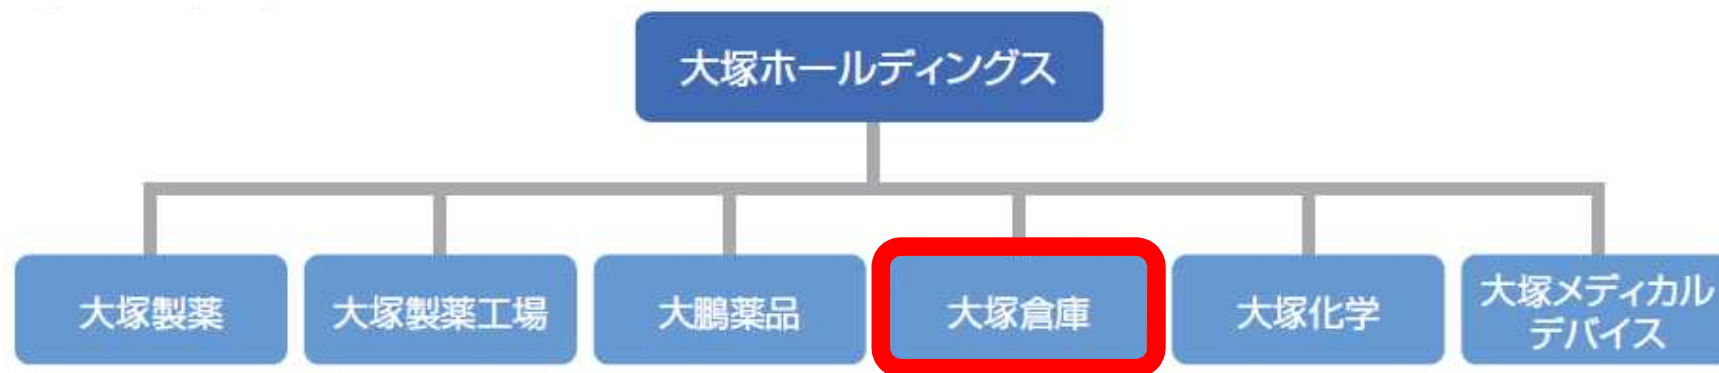 大塚ホールディングス
大塚製薬
大塚製薬工場
大鵬薬品
大塚倉庫
大塚化学
大塚メディカル
デバイス